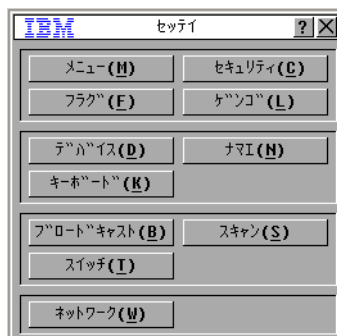 IBM ｾｯﾃｲ ?
ﾒﾆｭｰ(M) ｾｷｭﾘﾃｨ(C)
ﾌﾗｸﾞ(F) ｹﾞﾝｺﾞ(L)
ﾃﾞﾊﾞｲｽ(D) ﾅﾏｴ(N)
ｷｰﾎﾞｰﾄﾞ(K)
ﾌﾞﾛｰﾄﾞｷｬｽﾄ(B) ｽｷｬﾝ(S)
ｽｲｯﾁ(T)
ﾈｯﾄﾜｰｸ(W)